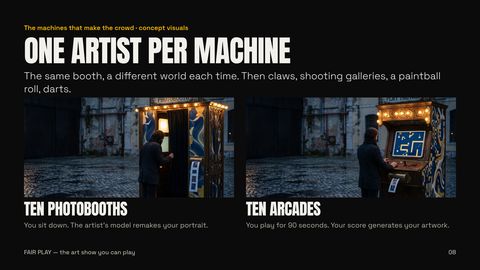 The machines that make the crowd · concept visuals
ONE ARTIST PER MACHINE
The same booth, a different world each time. Then claws, shooting galleries, a paintball
roll, darts.
TEN PHOTOBOOTHS
You sit down. The artist's model remakes your portrait.
TEN ARCADES
You play for 90 seconds. Your score generates your artwork.
FAIR PLAY — the art show you can play
08